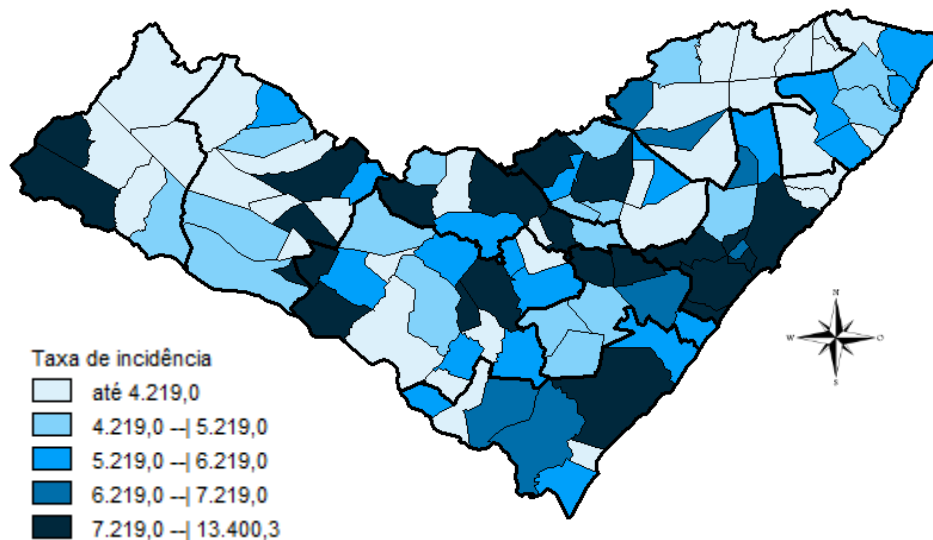 N
W
O
S
Taxa de incidência
até 4.219,0
4.219,0 --| 5.219,0
5.219,0 --| 6.219,0
6.219,0 --| 7.219,0
7.219,0 --| 13.400,3